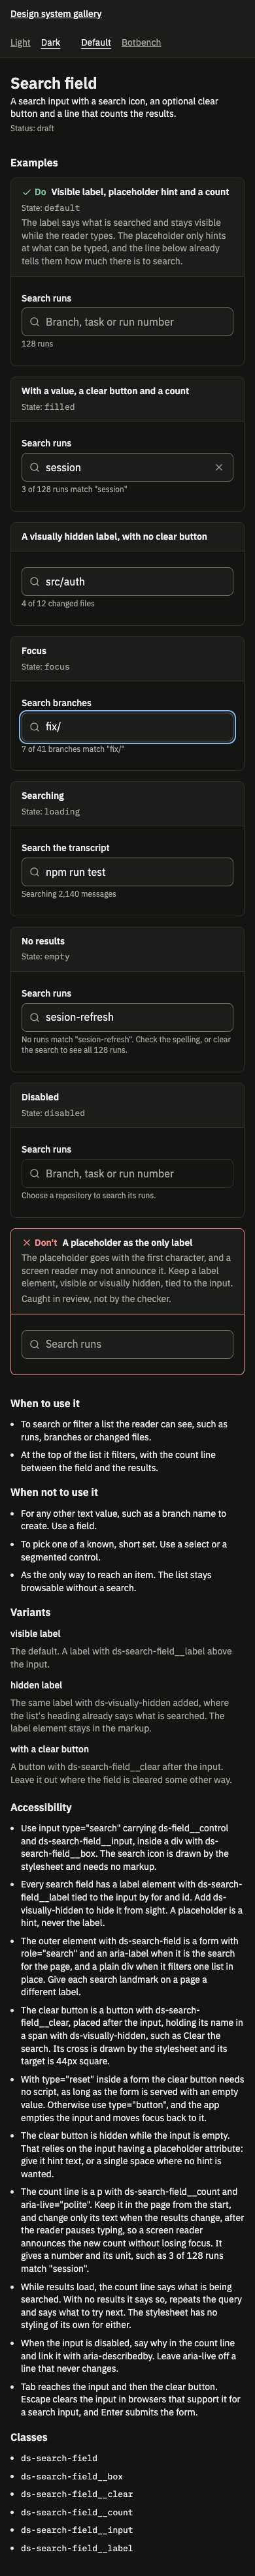 Design system gallery
Light Dark Default Botbench
Search field
A search input with a search icon, an optional clear
button and a line that counts the results.
Status: draft
Examples
Do Visible label, placeholder hint and a count
State: default
The label says what is searched and stays visible
while the reader types. The placeholder only hints
at what can be typed, and the line below already
tells them how much there is to search.
Search runs
Branch, task or run number
128 runs
With a value, a clear button and a count
State: filled
Search runs
session
3 of 128 runs match "session"
A visually hidden label, with no clear button
src/auth
4 of 12 changed files
Focus
State: focus
Search branches
fix/
7 of 41 branches match "fix/"
Searching
State: loading
Search the transcript
npm run test
Searching 2,140 messages
No results
State: empty
Search runs
sesion-refresh
No runs match "sesion-refresh". Check the spelling, or clear
the search to see all 128 runs.
Disabled
State: disabled
Search runs
Branch, task or run number
Choose a repository to search its runs.
Don't A placeholder as the only label
The placeholder goes with the first character, and a
screen reader may not announce it. Keep a label
element, visible or visually hidden, tied to the input.
Caught in review, not by the checker.
Search runs
When to use it
• To search or filter a list the reader can see, such as
runs, branches or changed files.
• At the top of the list it filters, with the count line
between the field and the results.
When not to use it
• For any other text value, such as a branch name to
create. Use a field.
• To pick one of a known, short set. Use a select or a
segmented control.
• As the only way to reach an item. The list stays
browsable without a search.
Variants
visible label
The default. A label with ds-search-field__label above
the input.
hidden label
The same label with ds-visually-hidden added, where
the list's heading already says what is searched. The
label element stays in the markup.
with a clear button
A button with ds-search-field__clear after the input.
Leave it out where the field is cleared some other way.
Accessibility
• Use input type="search" carrying ds-field__control
and ds-search-field__input, inside a div with ds-
search-field__box. The search icon is drawn by the
stylesheet and needs no markup.
• Every search field has a label element with ds-search-
field__label tied to the input by for and id. Add ds-
visually-hidden to hide it from sight. A placeholder is a
hint, never the label.
• The outer element with ds-search-field is a form with
role="search" and an aria-label when it is the search
for the page, and a plain div when it filters one list in
place. Give each search landmark on a page a
different label.
• The clear button is a button with ds-search-
field__clear, placed after the input, holding its name in
a span with ds-visually-hidden, such as Clear the
search. Its cross is drawn by the stylesheet and its
target is 44px square.
• With type="reset" inside a form the clear button needs
no script, as long as the form is served with an empty
value. Otherwise use type="button", and the app
empties the input and moves focus back to it.
• The clear button is hidden while the input is empty.
That relies on the input having a placeholder attribute:
give it hint text, or a single space where no hint is
wanted.
• The count line is a p with ds-search-field__count and
aria-live="polite". Keep it in the page from the start,
and change only its text when the results change, after
the reader pauses typing, so a screen reader
announces the new count without losing focus. It
gives a number and its unit, such as 3 of 128 runs
match "session".
• While results load, the count line says what is being
searched. With no results it says so, repeats the query
and says what to try next. The stylesheet has no
styling of its own for either.
• When the input is disabled, say why in the count line
and link it with aria-describedby. Leave aria-live off a
line that never changes.
• Tab reaches the input and then the clear button.
Escape clears the input in browsers that support it for
a search input, and Enter submits the form.
Classes
• ds-search-field
• ds-search-field__box
• ds-search-field__clear
• ds-search-field__count
• ds-search-field__input
• ds-search-field__label